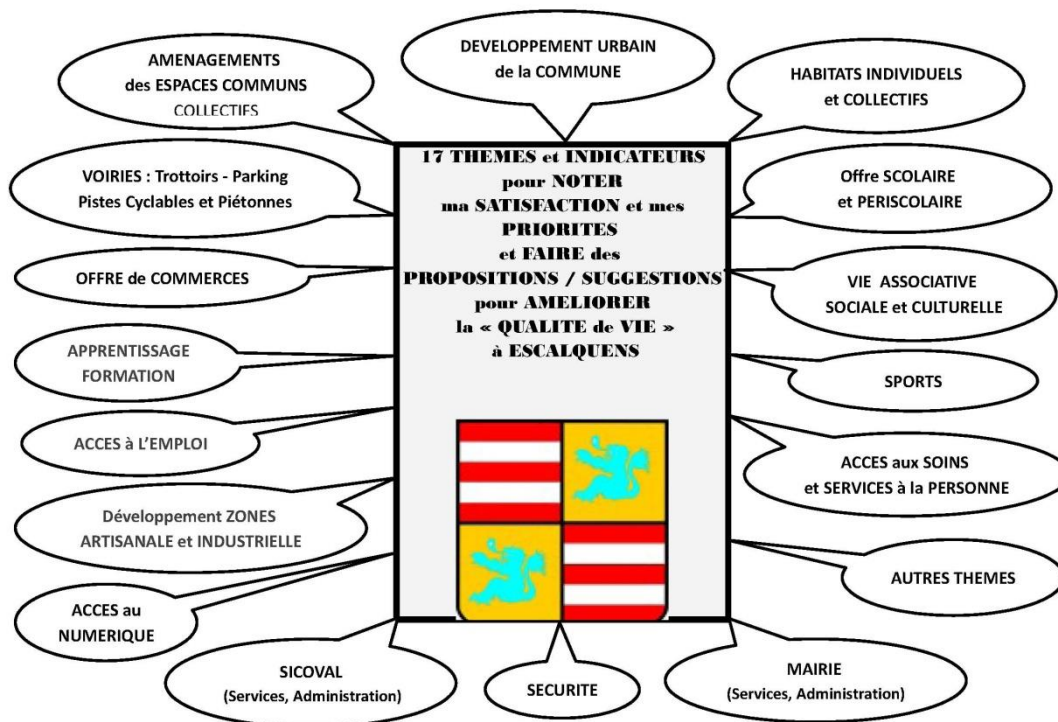 AMENAGEMENTS
des ESPACES COMMUNS
COLLECTIFS
DEVELOPPEMENT URBAIN
de la COMMUNE
HABITATS INDIVIDUELS
et COLLECTIFS
17 THEMES et INDICATEURS
pour NOTER
ma SATISFACTION et mes
PRIORITES
et FAIRE des
PROPOSITIONS / SUGGESTIONS
pour AMELIORER
la « QUALITE de VIE »
à ESCALQUENS
VOIRIES : Trottoirs - Parking
Pistes Cyclables et Piétonnes
OFFRE de COMMERCES
APPRENTISSAGE
FORMATION
ACCES à L’EMPLOI
Développement ZONES
ARTISANALE et INDUSTRIELLE
ACCES au
NUMERIQUE
Offre SCOLAIRE
et PERISCOLAIRE
VIE ASSOCIATIVE
SOCIALE et CULTURELLE
SPORTS
ACCES aux SOINS
et SERVICES à la PERSONNE
AUTRES THEMES
SICOVAL
(Services, Administration)
SECURITE
MAIRIE
(Services, Administration)